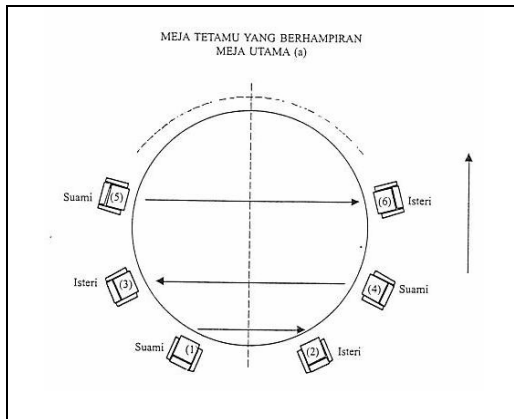 MEJA TETAMU YANG BERHAMPIRAN
MEJA UTAMA (a)
Suami (5) (6) Isteri
Isteri (3) (4) Suami
Suami (1) (2) Isteri